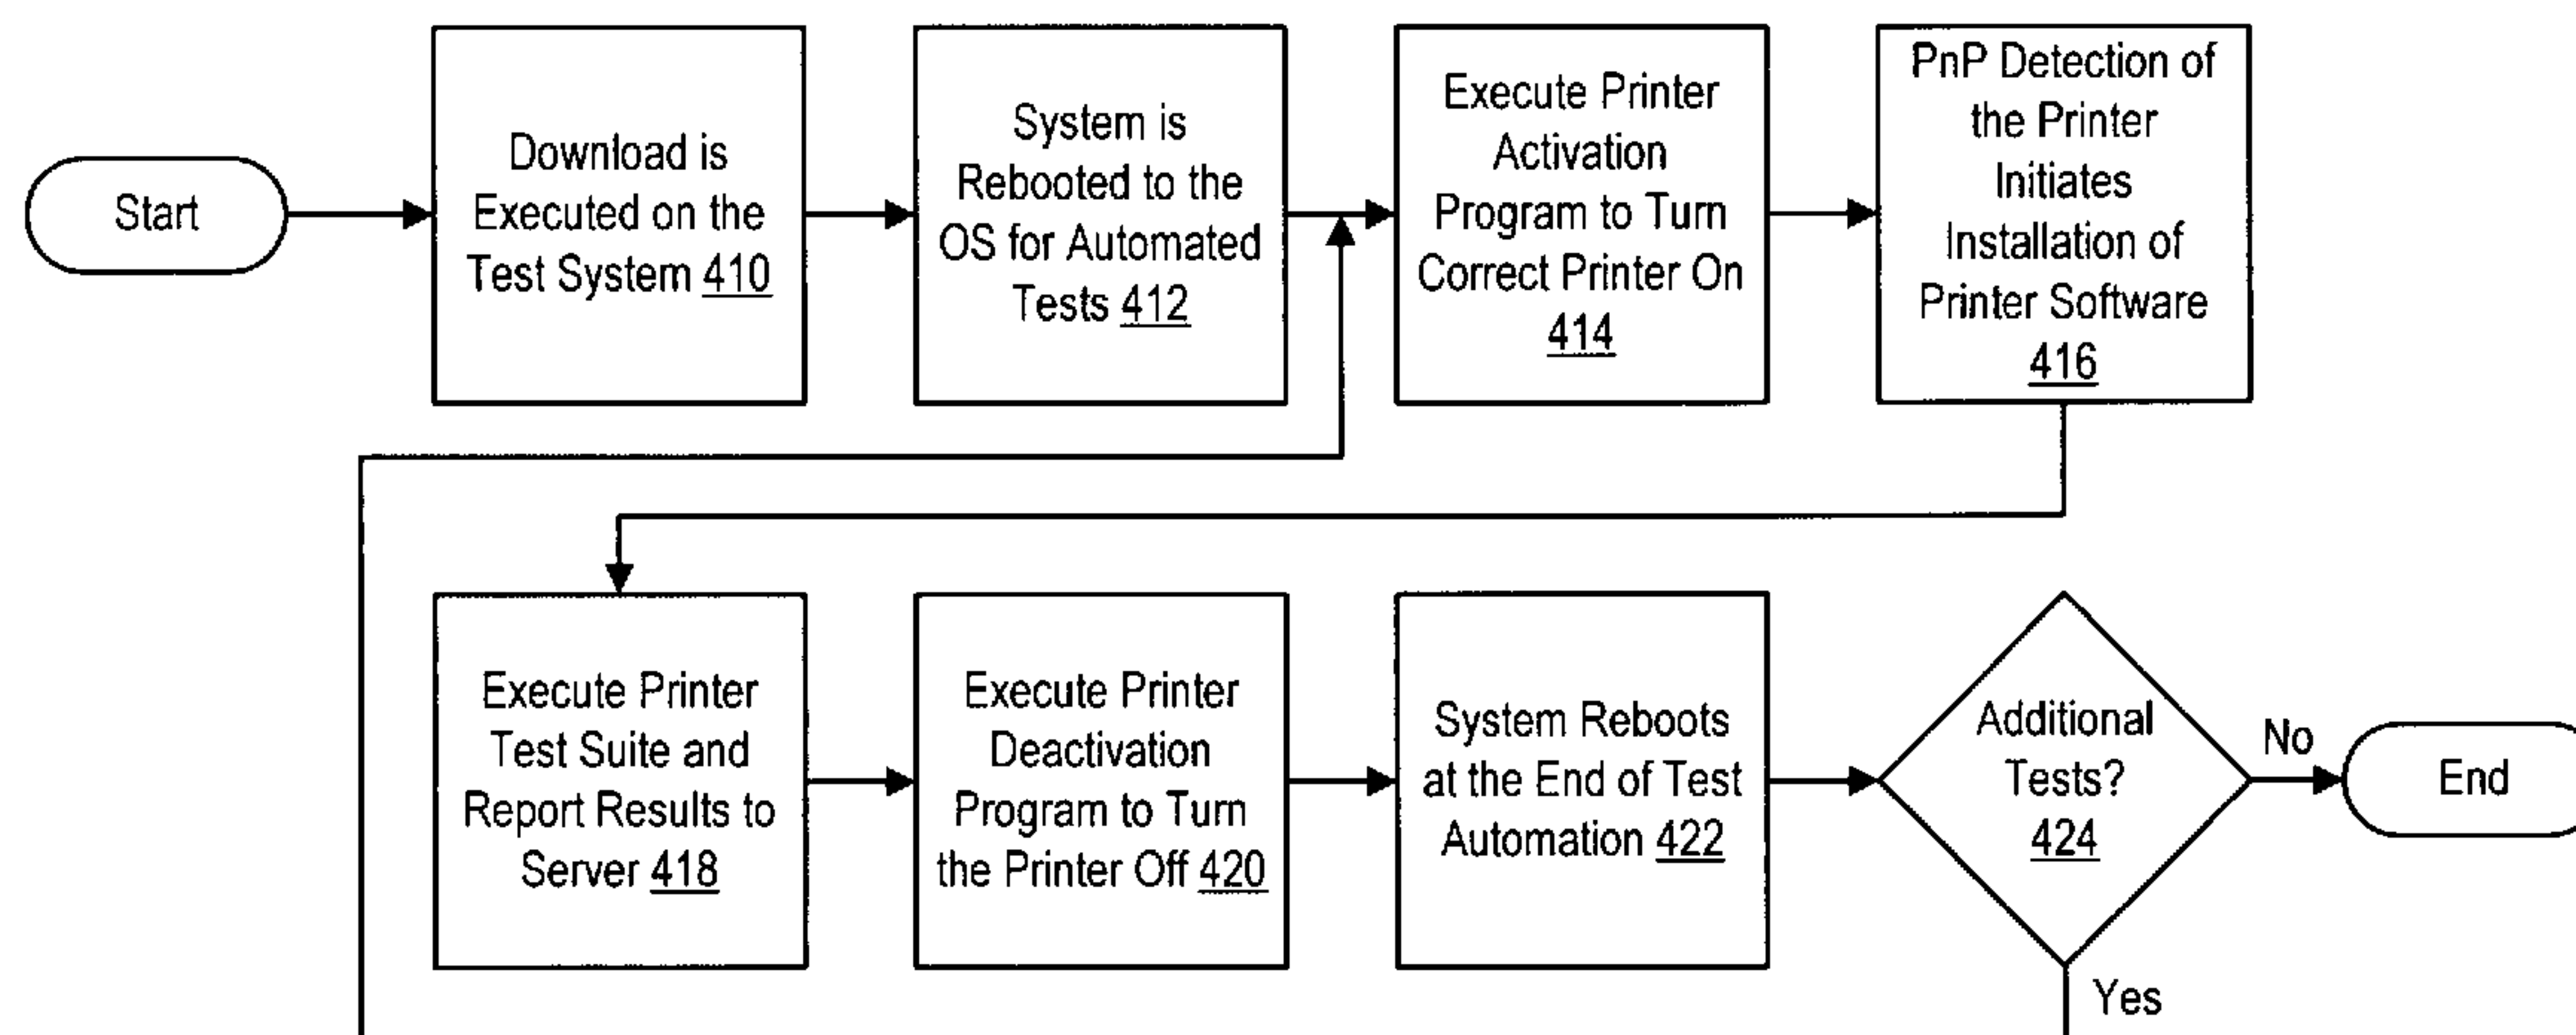 Start
Download is
Executed on the
Test System 410
System is
Rebooted to the
OS for Automated
Tests 412
Execute Printer
Activation
Program to Turn
Correct Printer On
414
PnP Detection of
the Printer
Initiates
Installation of
Printer Software
416
Execute Printer
Test Suite and
Report Results to
Server 418
Execute Printer
Deactivation
Program to Turn
the Printer Off 420
System Reboots
at the End of Test
Automation 422
Additional
Tests?
424
No
End
Yes